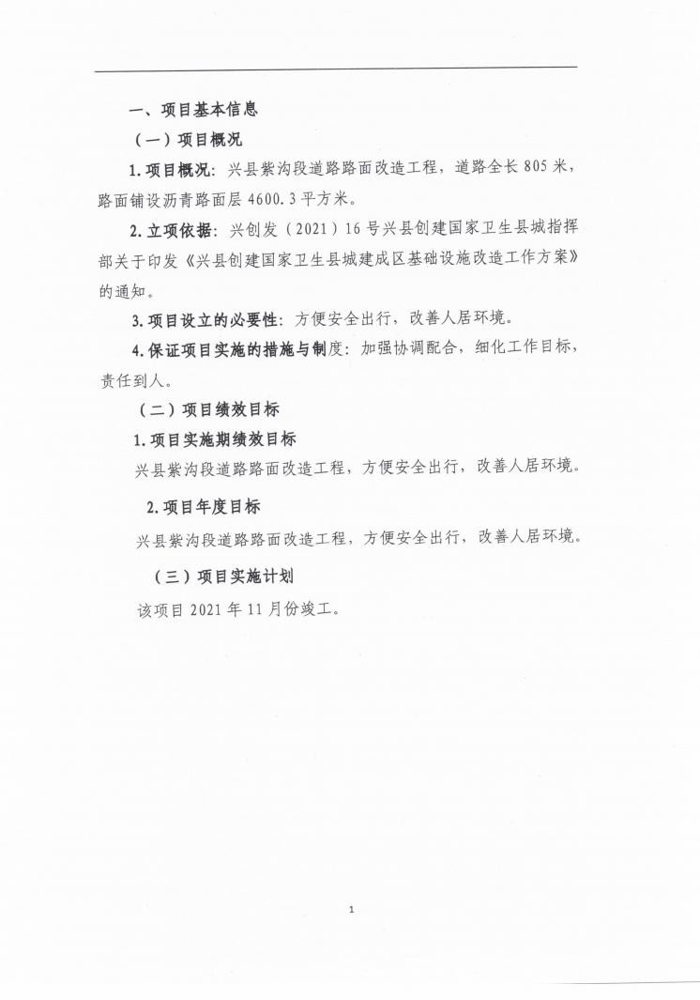 一、项目基本信息
（一）项目概况
1.项目概况：兴县紫沟段道路路面改造工程，道路全长 805 米，
路面铺设沥青路面层 4600.3 平方米。
2.立项依据：兴创发（2021）16 号兴县创建国家卫生县城指挥
部关于印发《兴县创建国家卫生县城建成区基础设施改造工作方案》
的通知。
3.项目设立的必要性：方便安全出行，改善人居环境。
4.保证项目实施的措施与制度：加强协调配合，细化工作目标，
责任到人。
（二）项目绩效目标
1.项目实施期绩效目标
兴县紫沟段道路路面改造工程，方便安全出行，改善人居环境。
2.项目年度目标
兴县紫沟段道路路面改造工程，方便安全出行，改善人居环境。
（三）项目实施计划
该项目 2021 年 11 月份竣工。
1